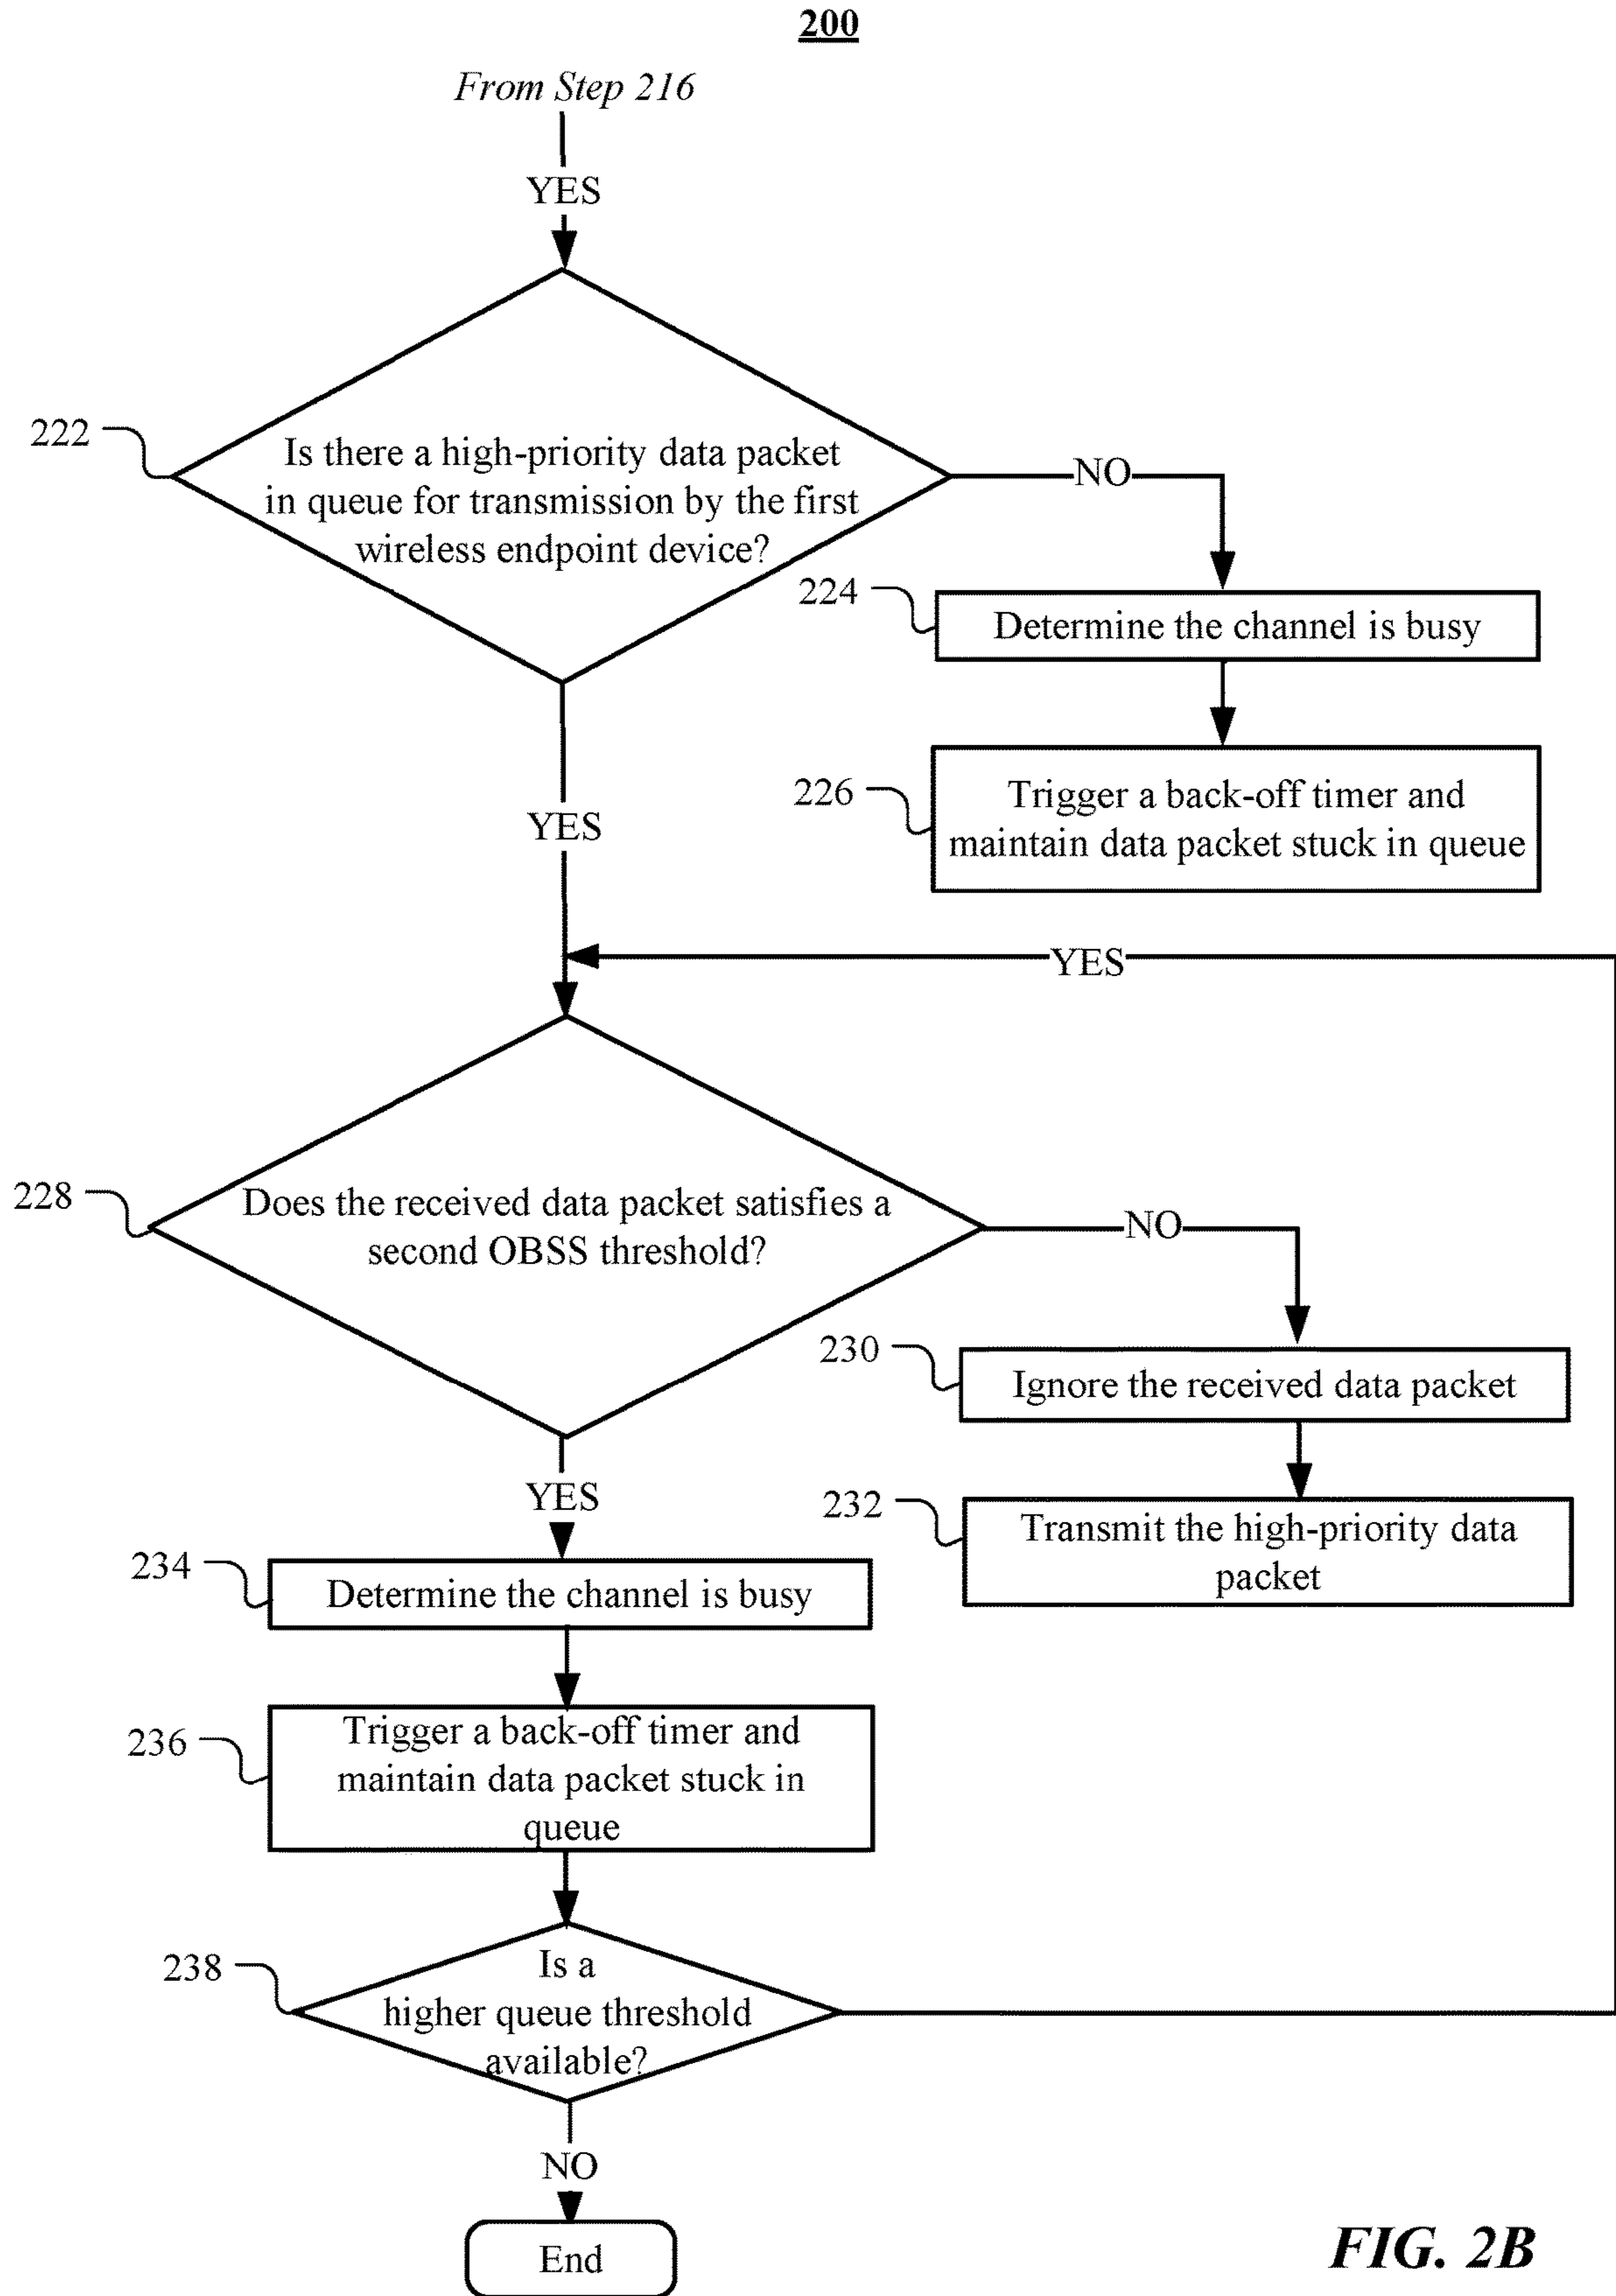 200
From Step 216
YES
222
Is there a high-priority data packet
in queue for transmission by the first
wireless endpoint device?
NO
224
Determine the channel is busy
226
Trigger a back-off timer and
maintain data packet stuck in queue
YES
YES
228
Does the received data packet satisfies a
second OBSS threshold?
NO
230
Ignore the received data packet
232
Transmit the high-priority data
packet
YES
234
Determine the channel is busy
236
Trigger a back-off timer and
maintain data packet stuck in
queue
238
Is a
higher queue threshold
available?
NO
End
FIG. 2B